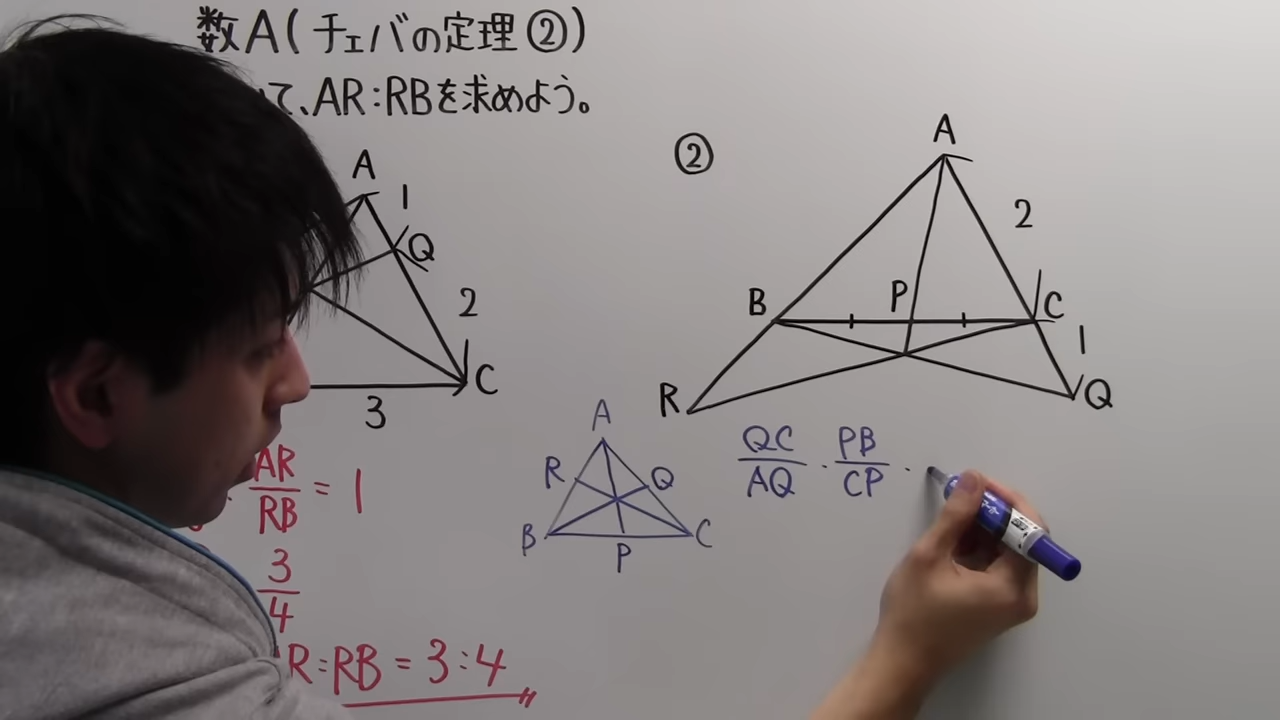 数A(チェバの定理②)
て、AR:RBを求めよう。
A
1
Q
2
C
3
AR/RB = 1
3/4
R:RB=3:4
②
A
2
B
P
C
1
R
Q
A
R
Q
B
P
C
QC/AQ · PB/CP ·